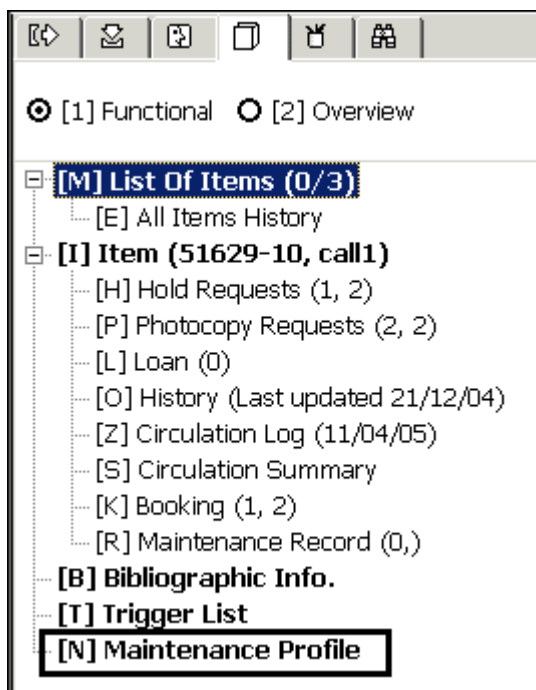 [1] Functional [2] Overview
[M] List Of Items (0/3)
[E] All Items History
[I] Item (51629-10, call1)
[H] Hold Requests (1, 2)
[P] Photocopy Requests (2, 2)
[L] Loan (0)
[O] History (Last updated 21/12/04)
[Z] Circulation Log (11/04/05)
[S] Circulation Summary
[K] Booking (1, 2)
[R] Maintenance Record (0,)
[B] Bibliographic Info.
[T] Trigger List
[N] Maintenance Profile